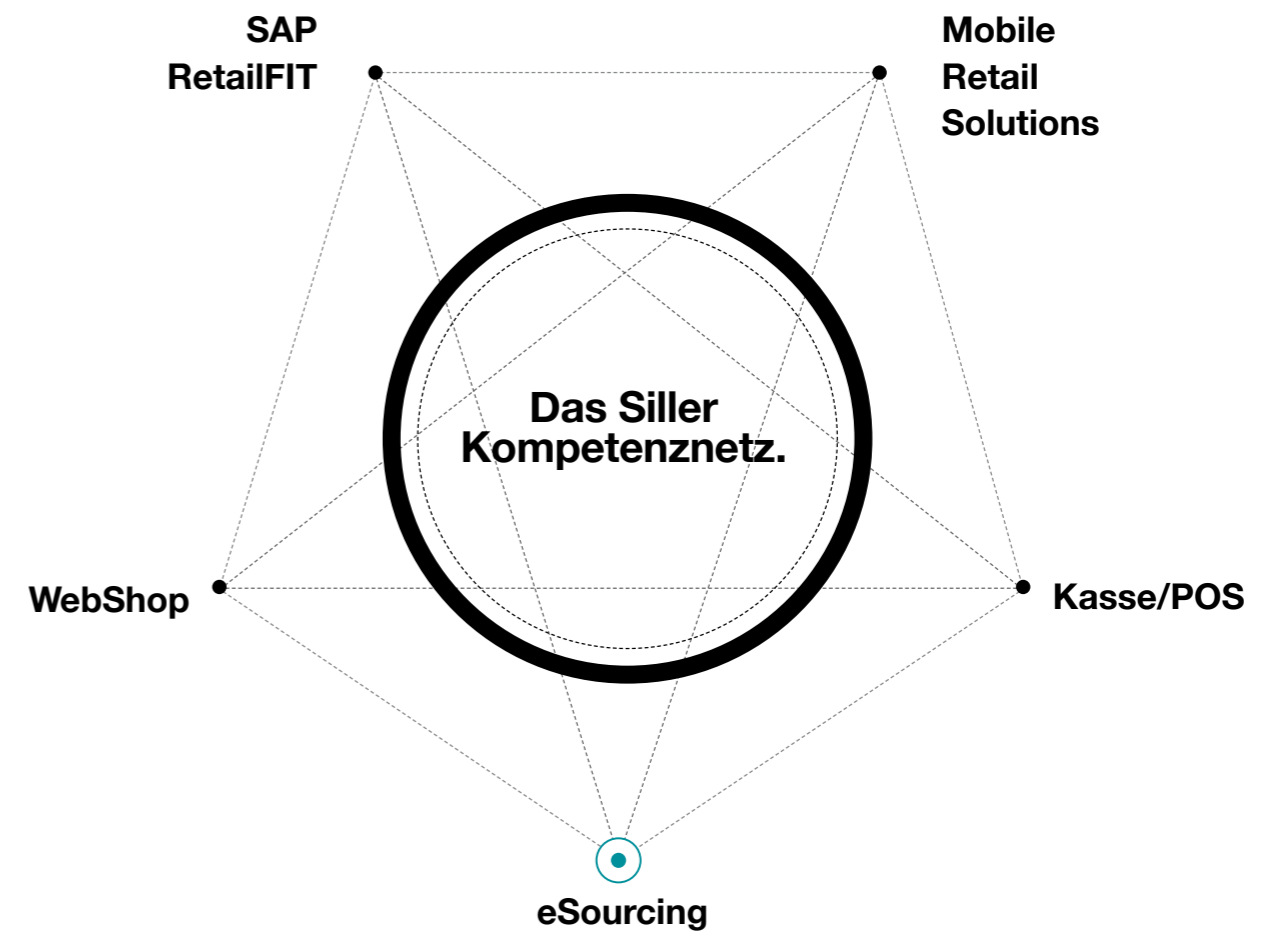 SAP
RetailFIT
Mobile
Retail
Solutions
Das Siller
Kompetenznetz.
WebShop
Kasse/POS
eSourcing